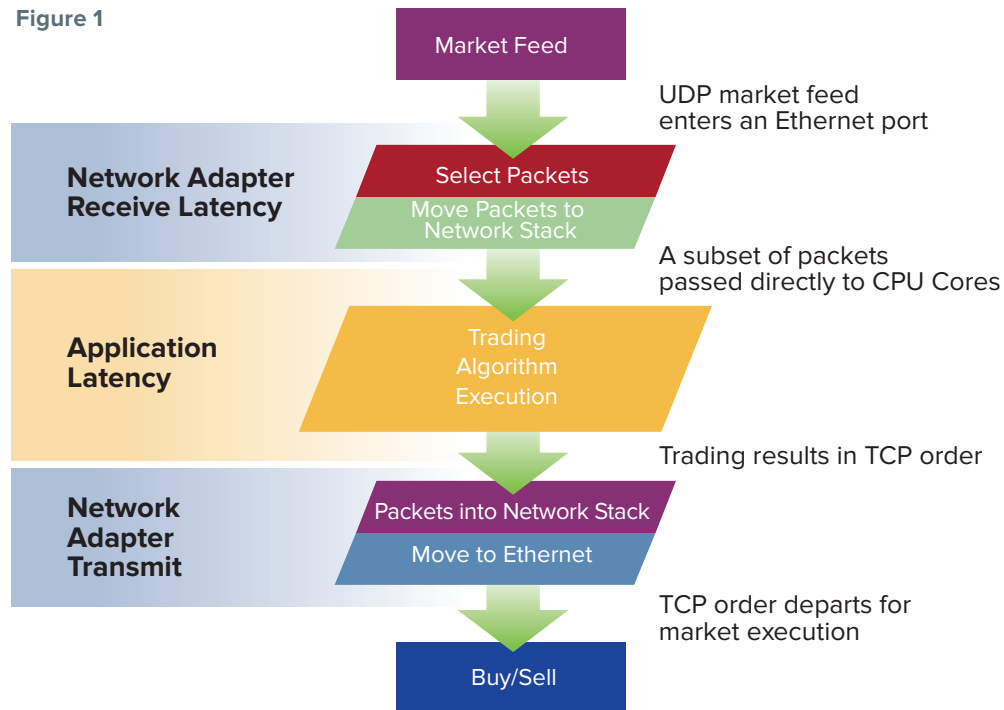 Figure 1
Market Feed
UDP market feed
enters an Ethernet port
Network Adapter
Receive Latency
Select Packets
Move Packets to
Network Stack
A subset of packets
passed directly to CPU Cores
Application
Latency
Trading
Algorithm
Execution
Trading results in TCP order
Network
Adapter
Transmit
Packets into Network Stack
Move to Ethernet
TCP order departs for
market execution
Buy/Sell